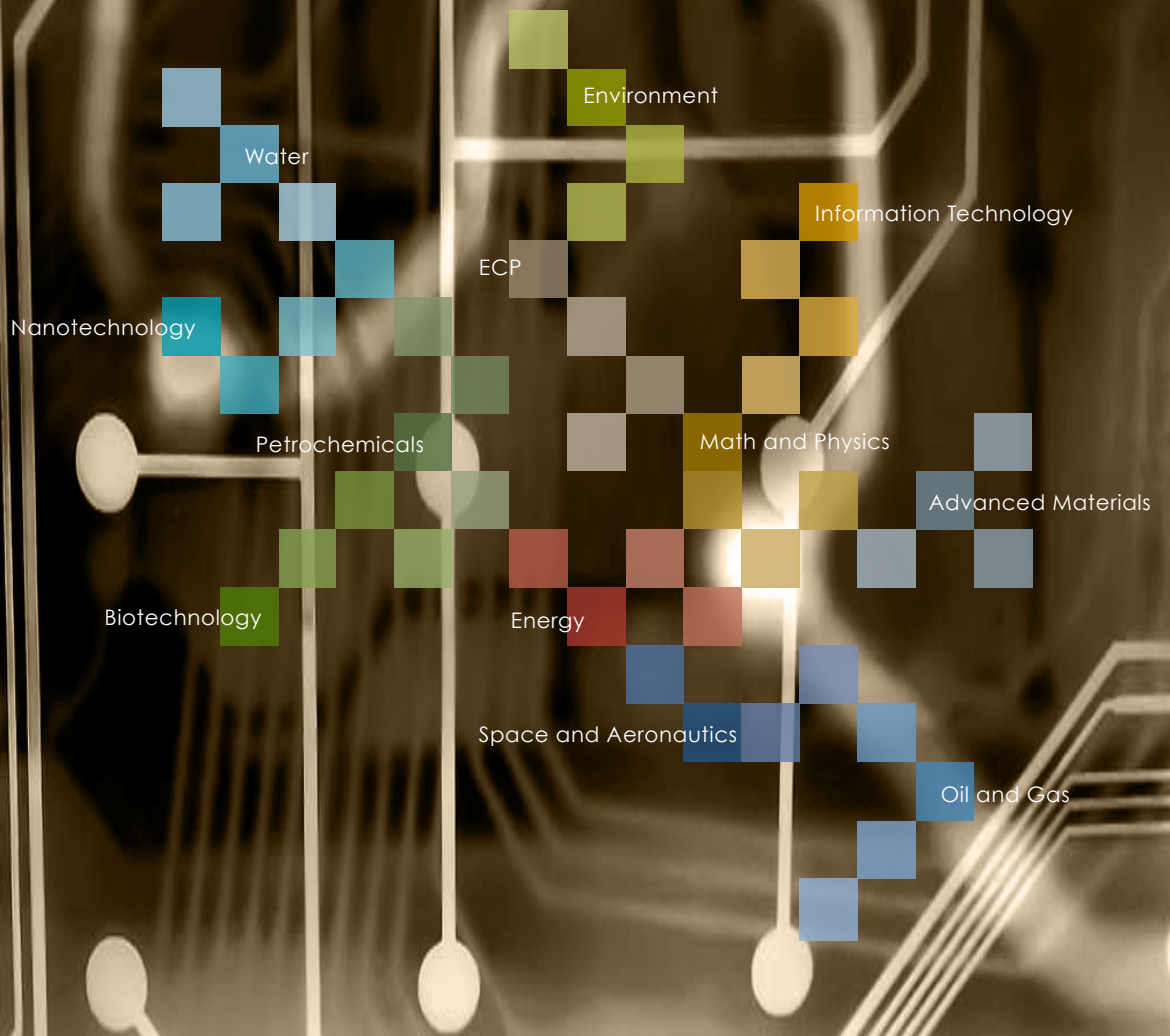 Environment
Water
Information Technology
ECP
Nanotechnology
Math and Physics
Petrochemicals
Advanced Materials
Biotechnology
Energy
Space and Aeronautics
Oil and Gas